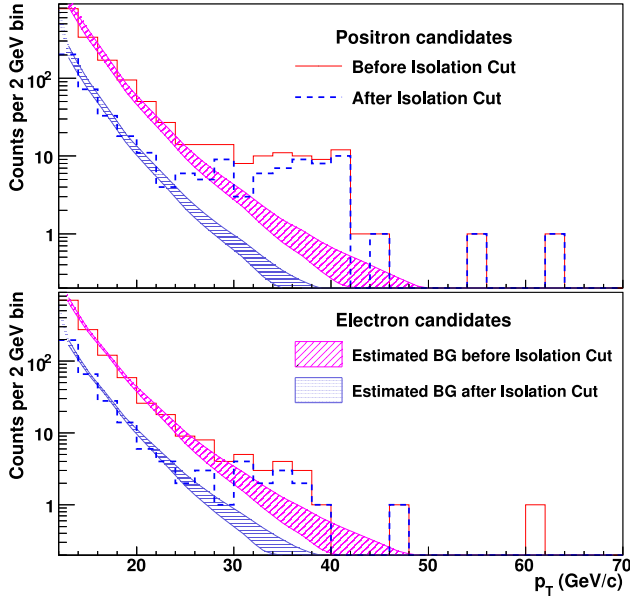 Counts per 2 GeV bin
10²
10
1
Positron candidates
Before Isolation Cut
After Isolation Cut
Counts per 2 GeV bin
10²
10
1
Electron candidates
Estimated BG before Isolation Cut
Estimated BG after Isolation Cut
20 30 40 50 60 70
p_T (GeV/c)